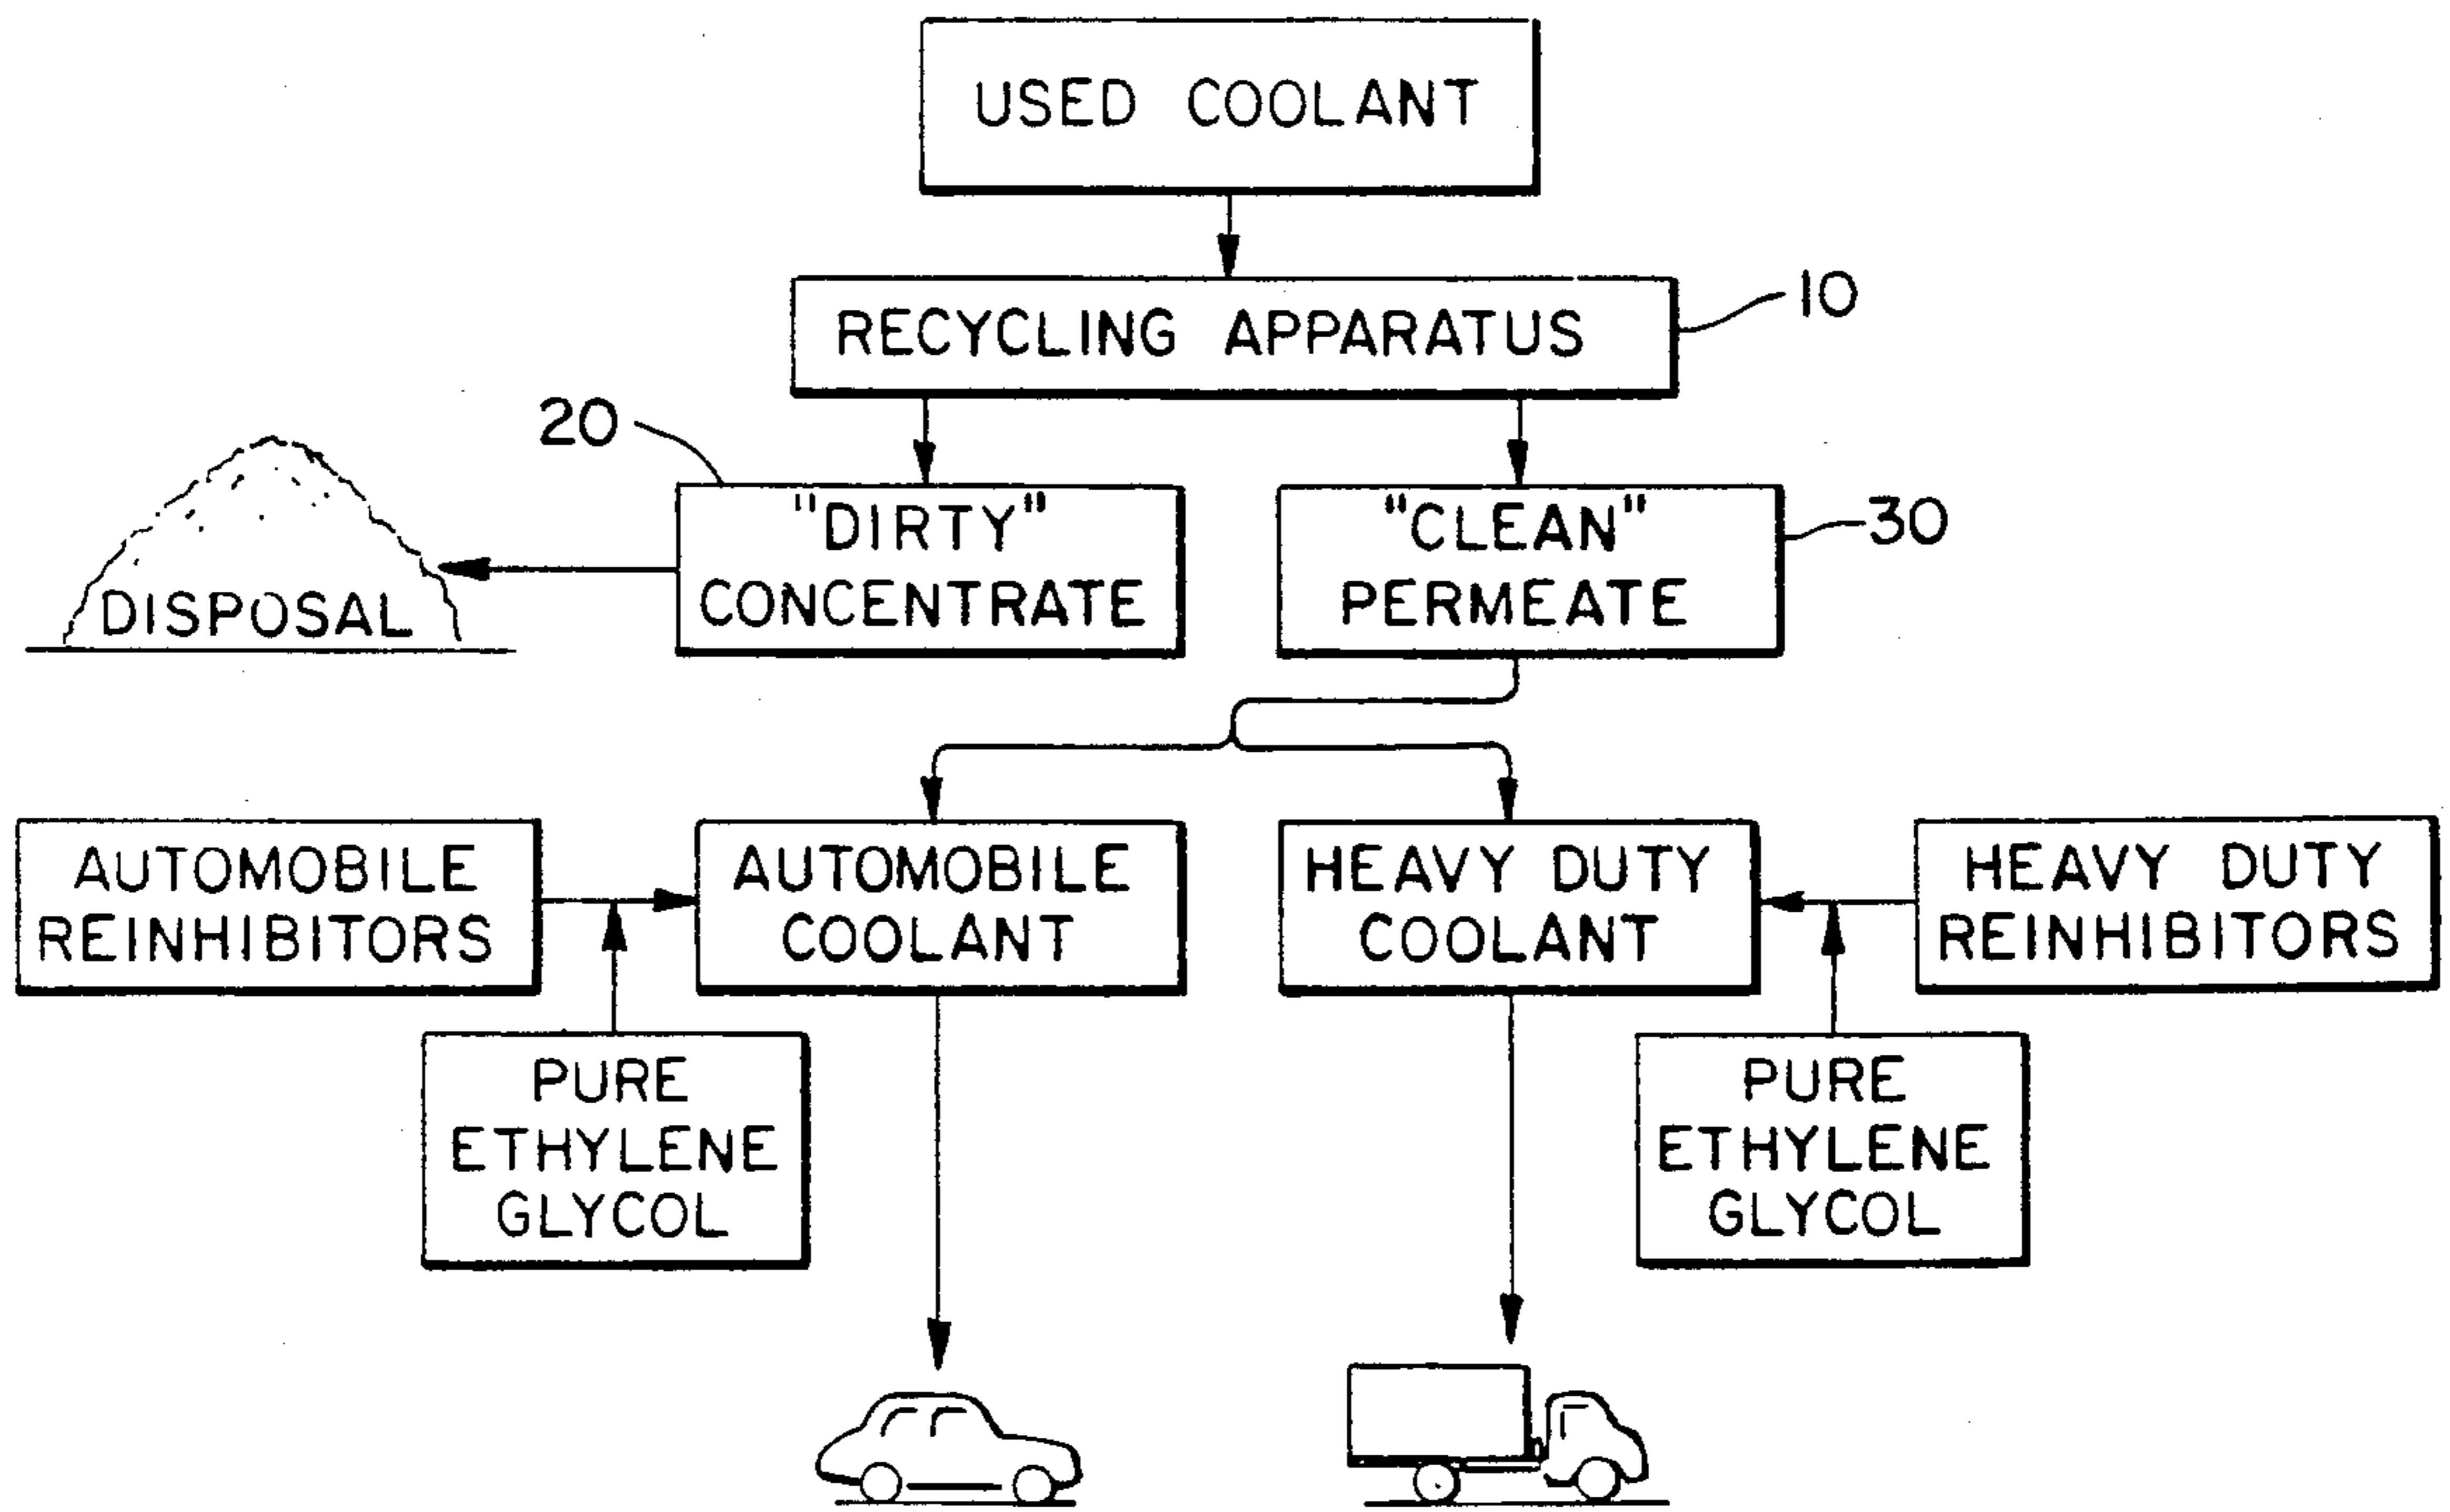 USED COOLANT
RECYCLING APPARATUS
10
20
"DIRTY"
CONCENTRATE
"CLEAN"
PERMEATE
30
DISPOSAL
AUTOMOBILE
REINHIBITORS
AUTOMOBILE
COOLANT
HEAVY DUTY
COOLANT
HEAVY DUTY
REINHIBITORS
PURE
ETHYLENE
GLYCOL
PURE
ETHYLENE
GLYCOL